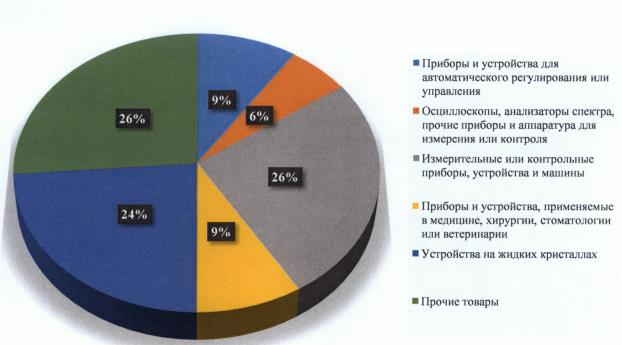 9%
6%
26%
9%
24%
26%
Приборы и устройства для
автоматического регулирования или
управления
Осциллоскопы, анализаторы спектра,
прочие приборы и аппаратура для
измерения или контроля
Измерительные или контрольные
приборы, устройства и машины
Приборы и устройства, применяемые
в медицине, хирургии, стоматологии
или ветеринарии
Устройства на жидких кристаллах
Прочие товары